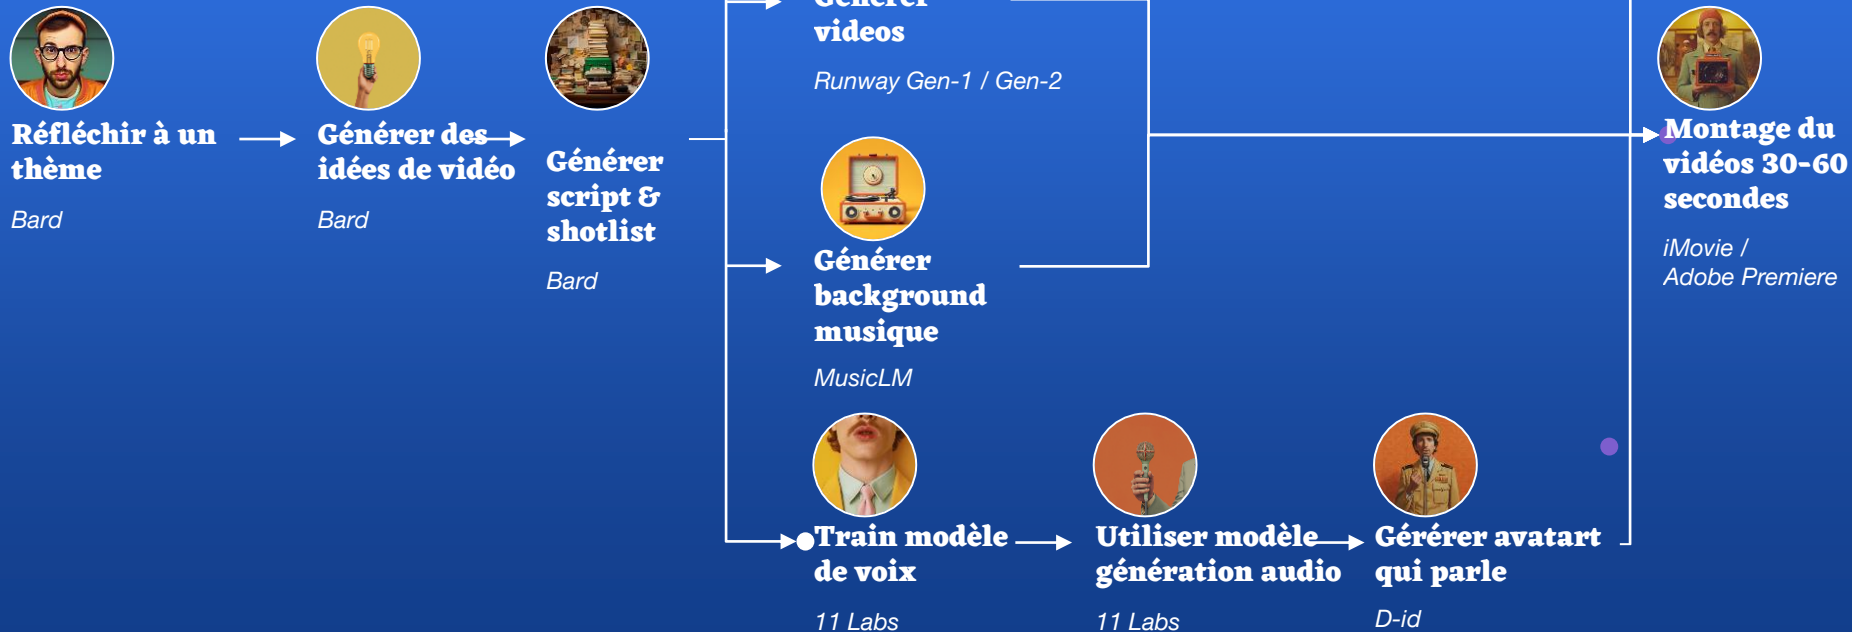 Réfléchir à un
thème
Bard
Générer des
idées de vidéo
Bard
Générer
script &
shotlist
Bard
Générer
videos
Runway Gen-1 / Gen-2
Générer
background
musique
MusicLM
Train modèle
de voix
11 Labs
Utiliser modèle
génération audio
11 Labs
Gérérer avatart
qui parle
D-id
Montage du
vidéos 30-60
secondes
iMovie /
Adobe Premiere